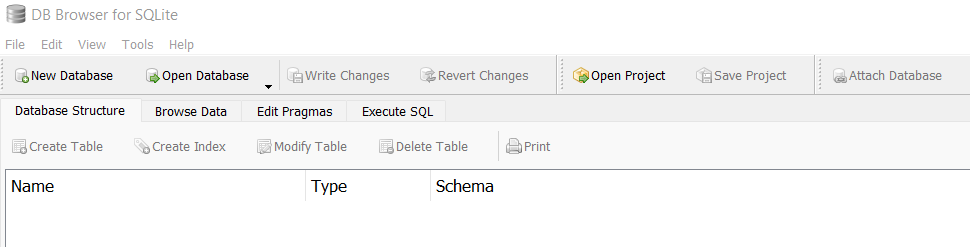 DB Browser for SQLite
File Edit View Tools Help
New Database Open Database Write Changes Revert Changes Open Project Save Project Attach Database
Database Structure Browse Data Edit Pragmas Execute SQL
Create Table Create Index Modify Table Delete Table Print
Name Type Schema